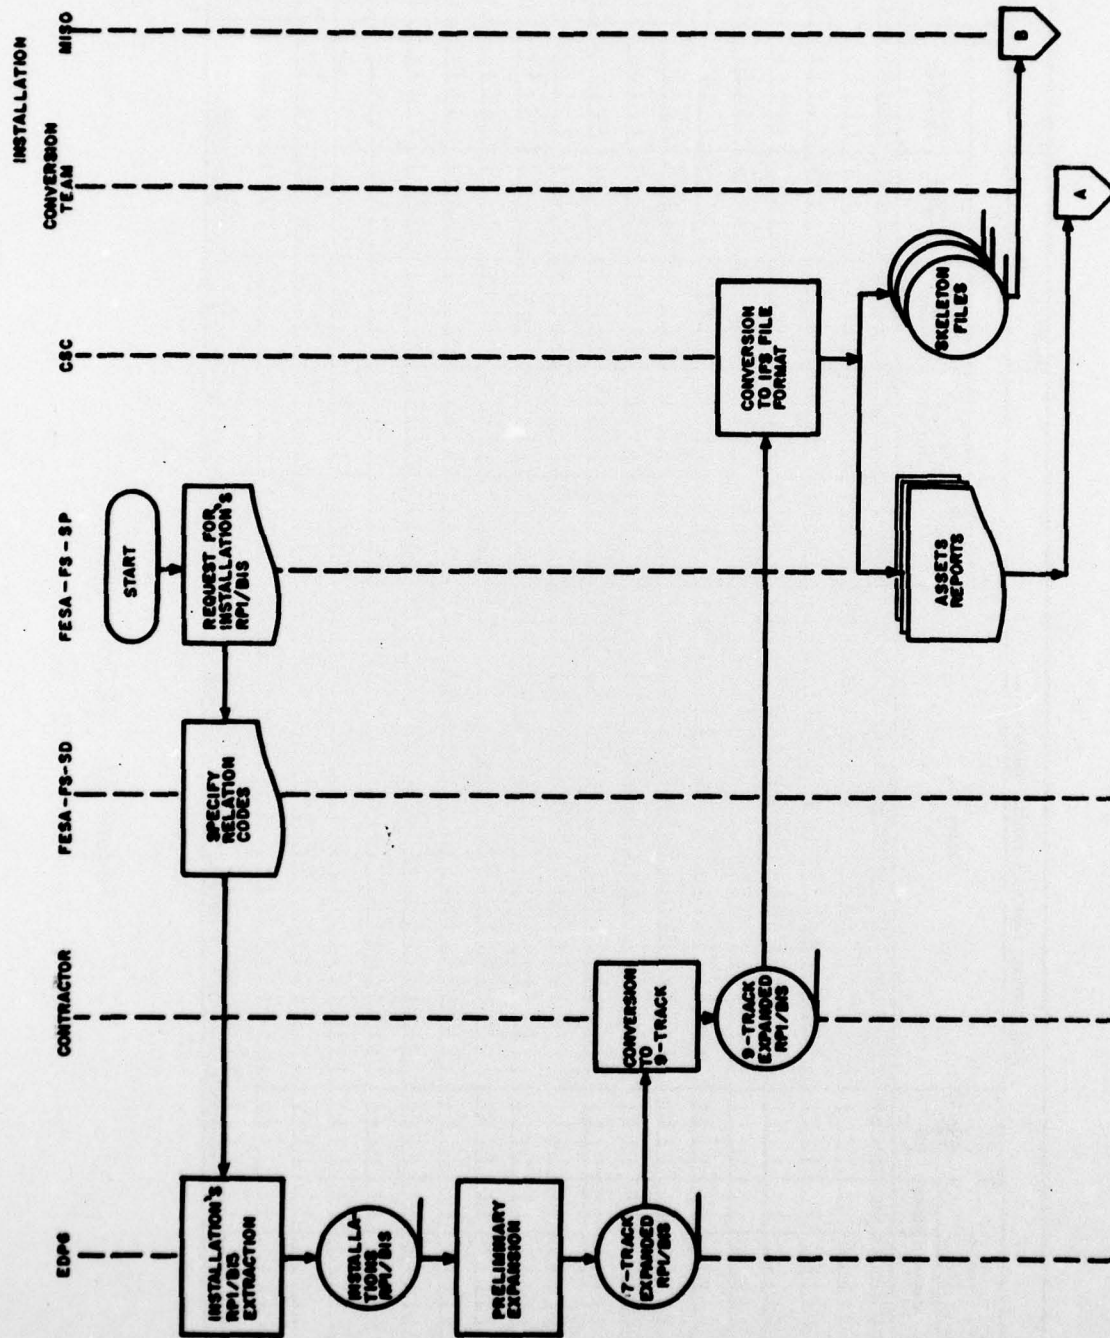 INSTALLATION
EDPG
CONTRACTOR
FESA-FS-SD
FESA-FS-SP
CSC
CONVERSION
TEAM
MISO
START
REQUEST FOR
INSTALLATION'S
RPI/BIS
SPECIFY
RELATION
CODES
INSTALLATION'S
RPI/BIS
EXTRACTION
INSTALLA-
TIONS
RPI/BIS
PRELIMINARY
EXPANSION
7-TRACK
EXPANDED
RPI/BIS
CONVERSION
TO
9-TRACK
9-TRACK
EXPANDED
RPI/BIS
CONVERSION
TO IFS FILE
FORMAT
ASSETS
REPORTS
SKELETON
FILES
A
B